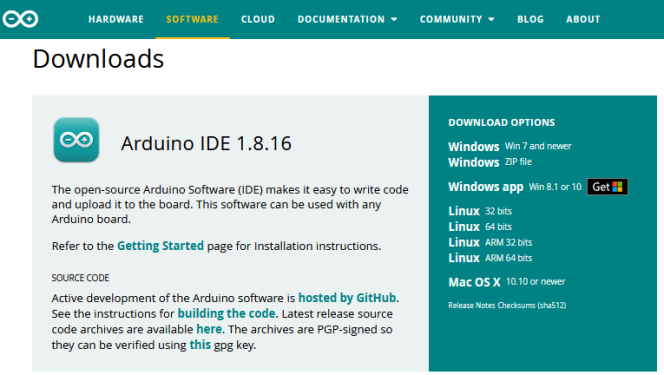 HARDWARE SOFTWARE CLOUD DOCUMENTATION COMMUNITY BLOG ABOUT
Downloads
Arduino IDE 1.8.16
The open-source Arduino Software (IDE) makes it easy to write code
and upload it to the board. This software can be used with any
Arduino board.
Refer to the Getting Started page for Installation instructions.
SOURCE CODE
Active development of the Arduino software is hosted by GitHub.
See the instructions for building the code. Latest release source
code archives are available here. The archives are PGP-signed so
they can be verified using this gpg key.
DOWNLOAD OPTIONS
Windows Win 7 and newer
Windows ZIP file
Windows app Win 8.1 or 10 Get
Linux 32 bits
Linux 64 bits
Linux ARM 32 bits
Linux ARM 64 bits
Mac OS X 10.10 or newer
Release Notes Checksums (sha512)